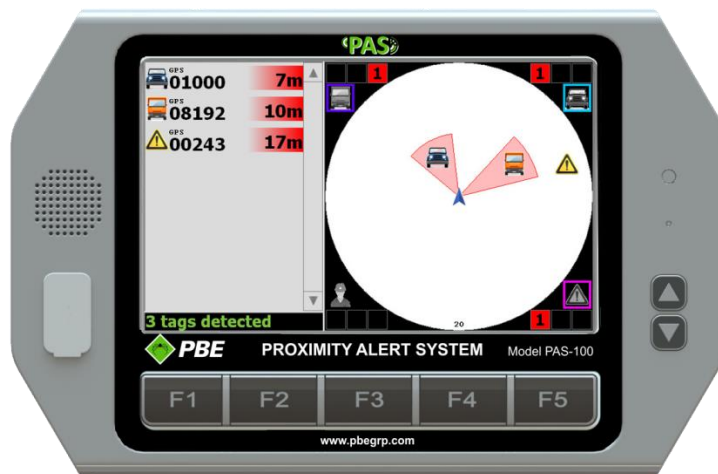 PAS
GPS
01000 7m
GPS
08192 10m
GPS
00243 17m
3 tags detected
1
1
1
20
PBE PROXIMITY ALERT SYSTEM Model PAS-100
F1 F2 F3 F4 F5
www.pbegrp.com